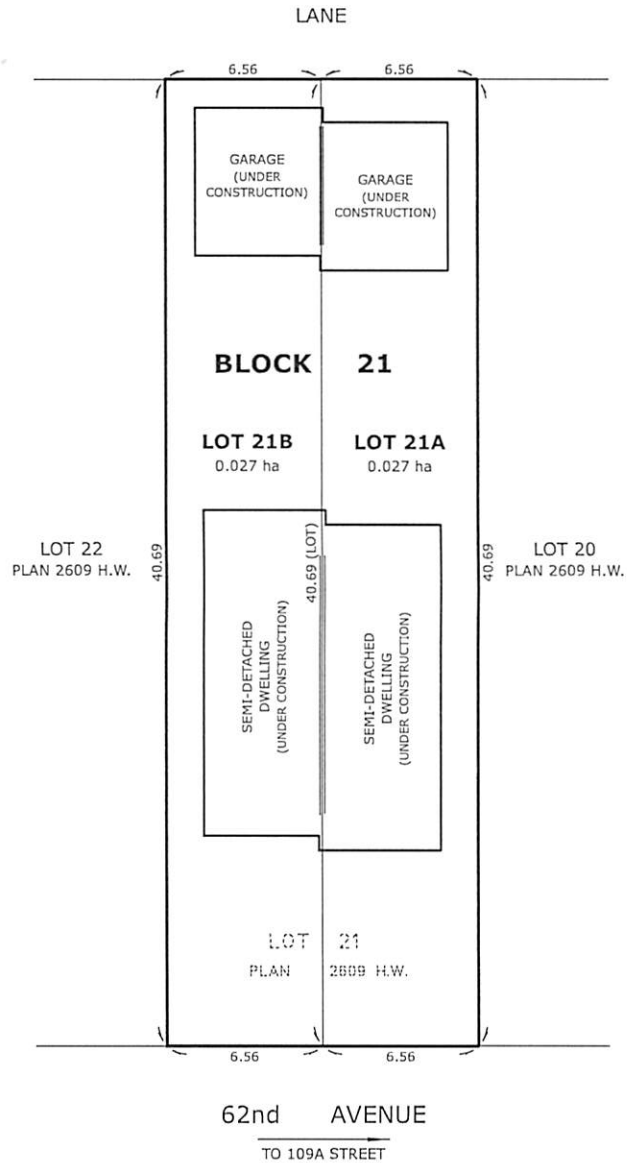 LANE
6.56 6.56
GARAGE
(UNDER
CONSTRUCTION)
GARAGE
(UNDER
CONSTRUCTION)
BLOCK 21
LOT 21B
0.027 ha
LOT 21A
0.027 ha
LOT 22
PLAN 2609 H.W.
40.69
40.69 (LOT)
40.69
LOT 20
PLAN 2609 H.W.
SEMI-DETACHED
DWELLING
(UNDER CONSTRUCTION)
SEMI-DETACHED
DWELLING
(UNDER CONSTRUCTION)
LOT 21
PLAN 2609 H.W.
6.56 6.56
62nd AVENUE
TO 109A STREET